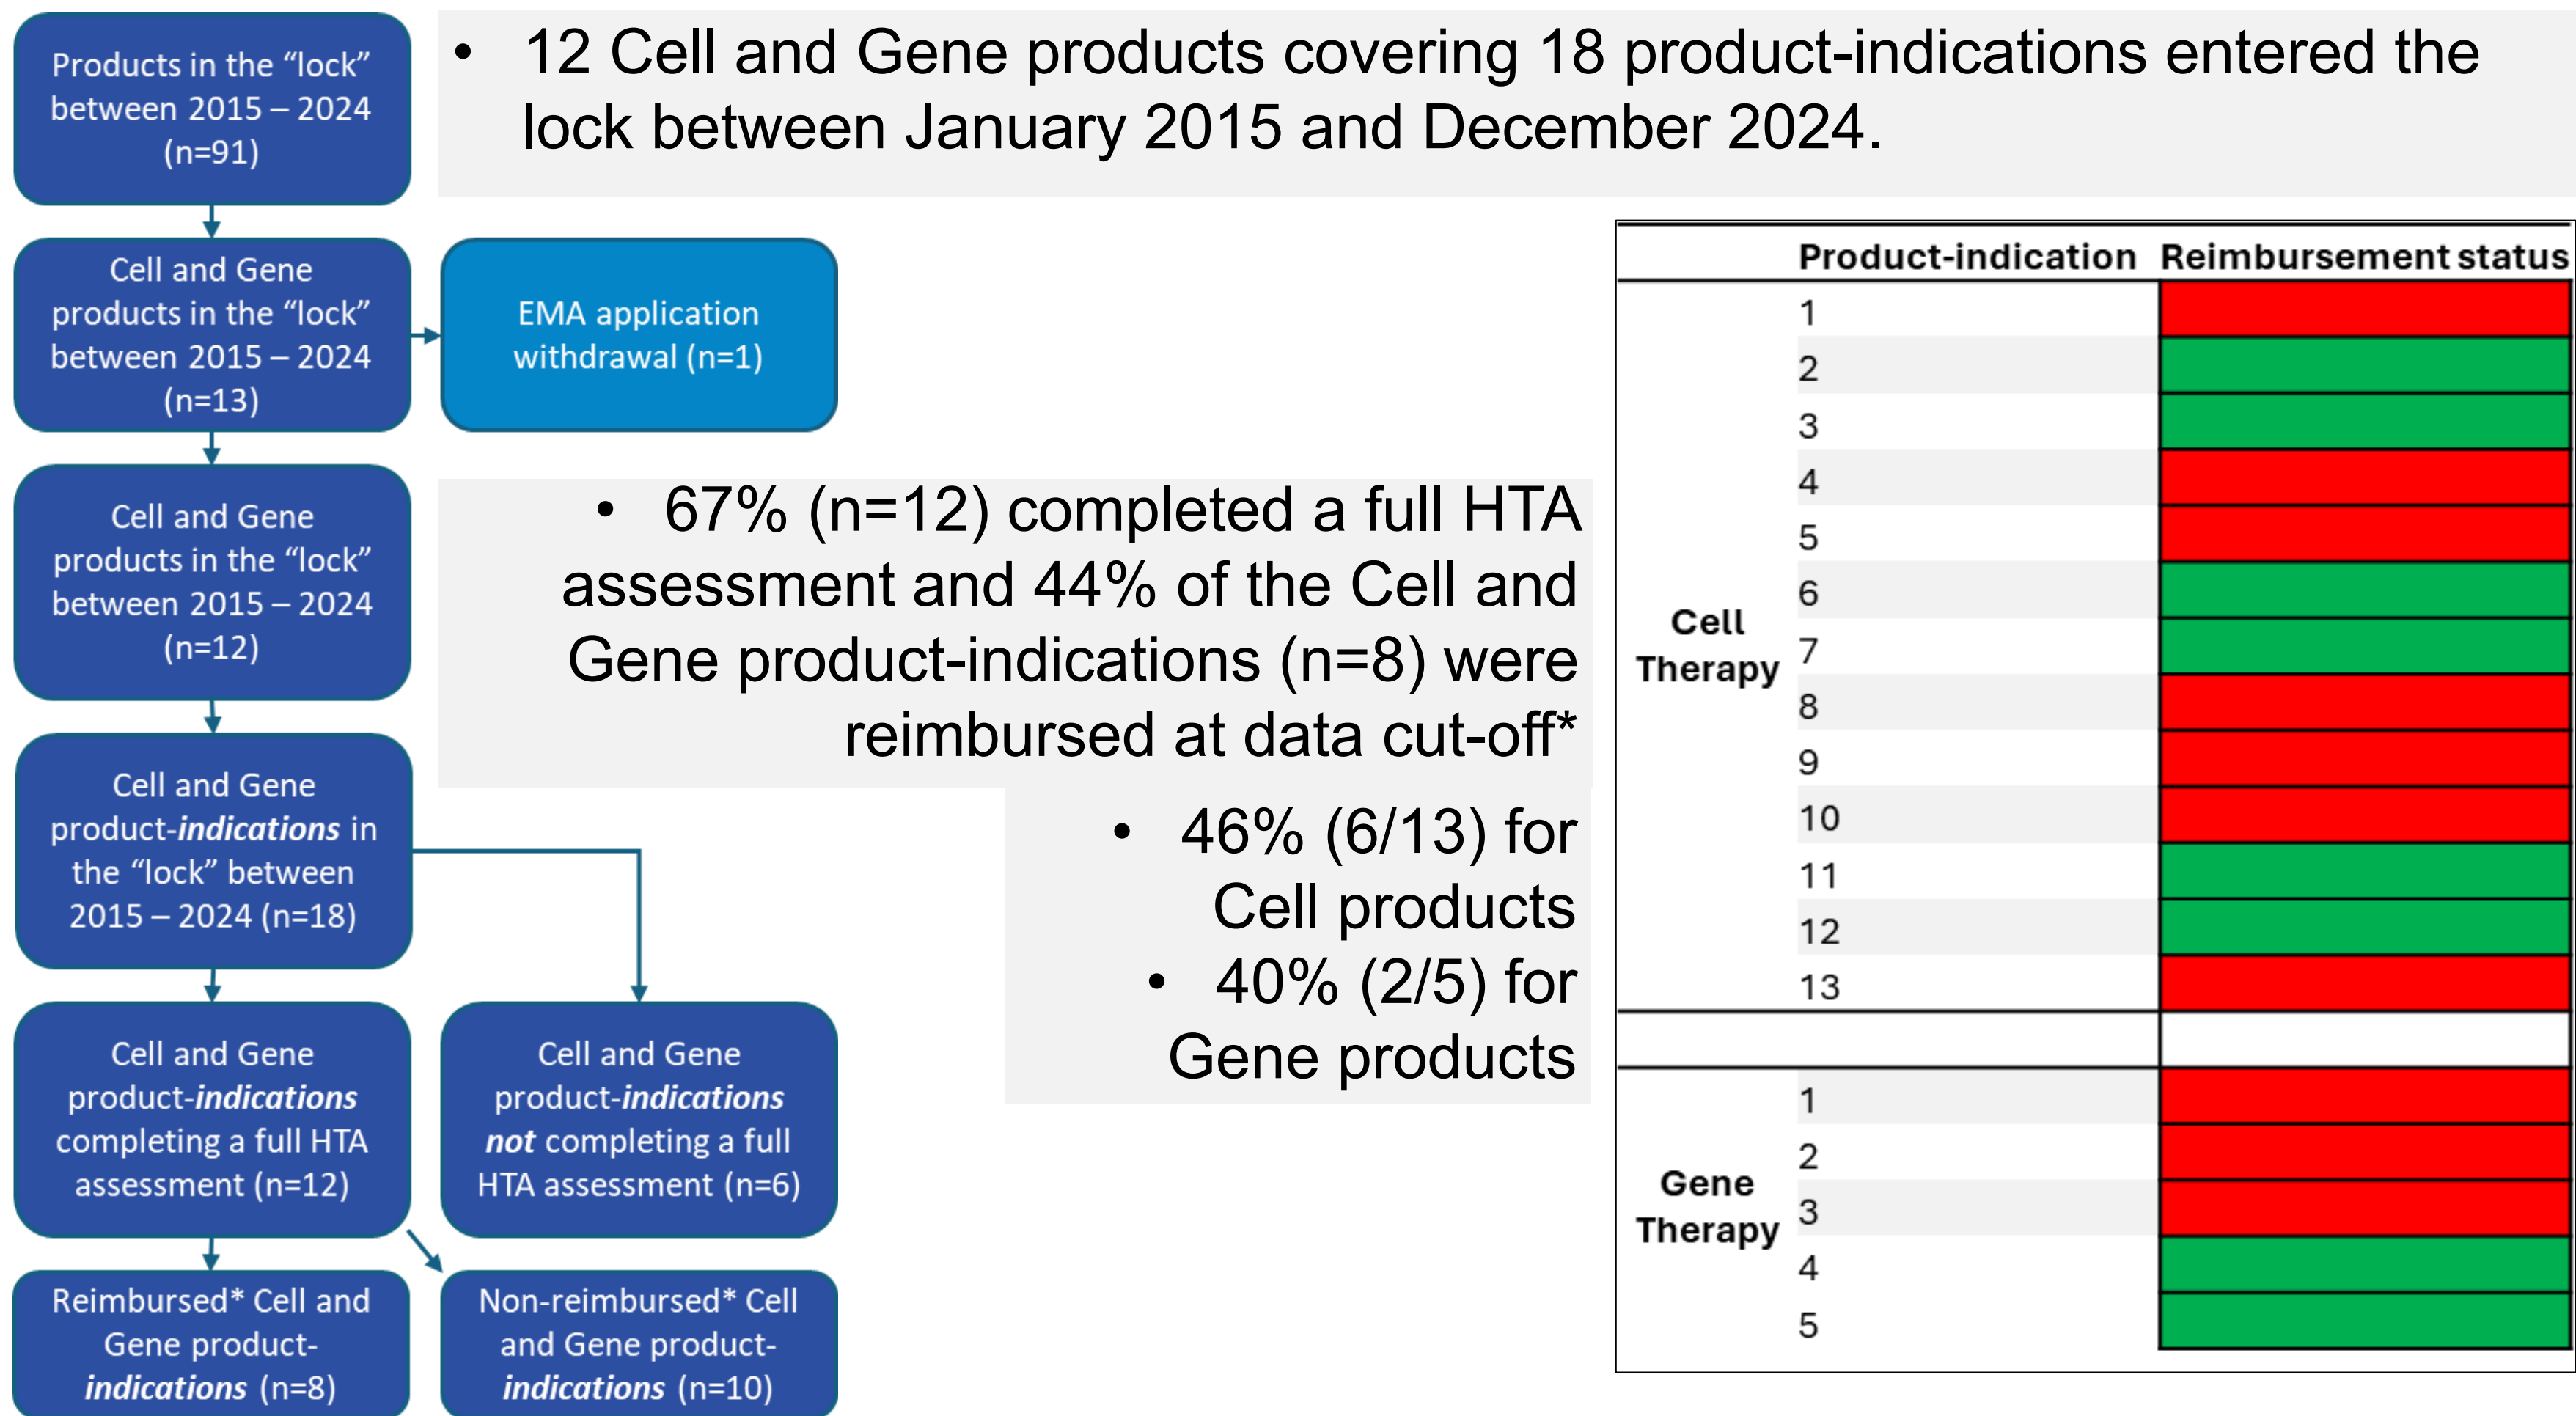 Products in the “lock”
between 2015 – 2024
(n=91)
• 12 Cell and Gene products covering 18 product-indications entered the
lock between January 2015 and December 2024.
Cell and Gene
products in the “lock”
between 2015 – 2024
(n=13)
EMA application
withdrawal (n=1)
Cell and Gene
products in the “lock”
between 2015 – 2024
(n=12)
• 67% (n=12) completed a full HTA
assessment and 44% of the Cell and
Gene product-indications (n=8) were
reimbursed at data cut-off*
• 46% (6/13) for
Cell products
• 40% (2/5) for
Gene products
Cell and Gene
product-indications in
the “lock” between
2015 – 2024 (n=18)
Cell and Gene
product-indications
completing a full HTA
assessment (n=12)
Cell and Gene
product-indications
not completing a full
HTA assessment (n=6)
Reimbursed* Cell and
Gene product-
indications (n=8)
Non-reimbursed* Cell
and Gene product-
indications (n=10)
Product-indication Reimbursement status
Cell
Therapy
1
2
3
4
5
6
7
8
9
10
11
12
13
Gene
Therapy
1
2
3
4
5